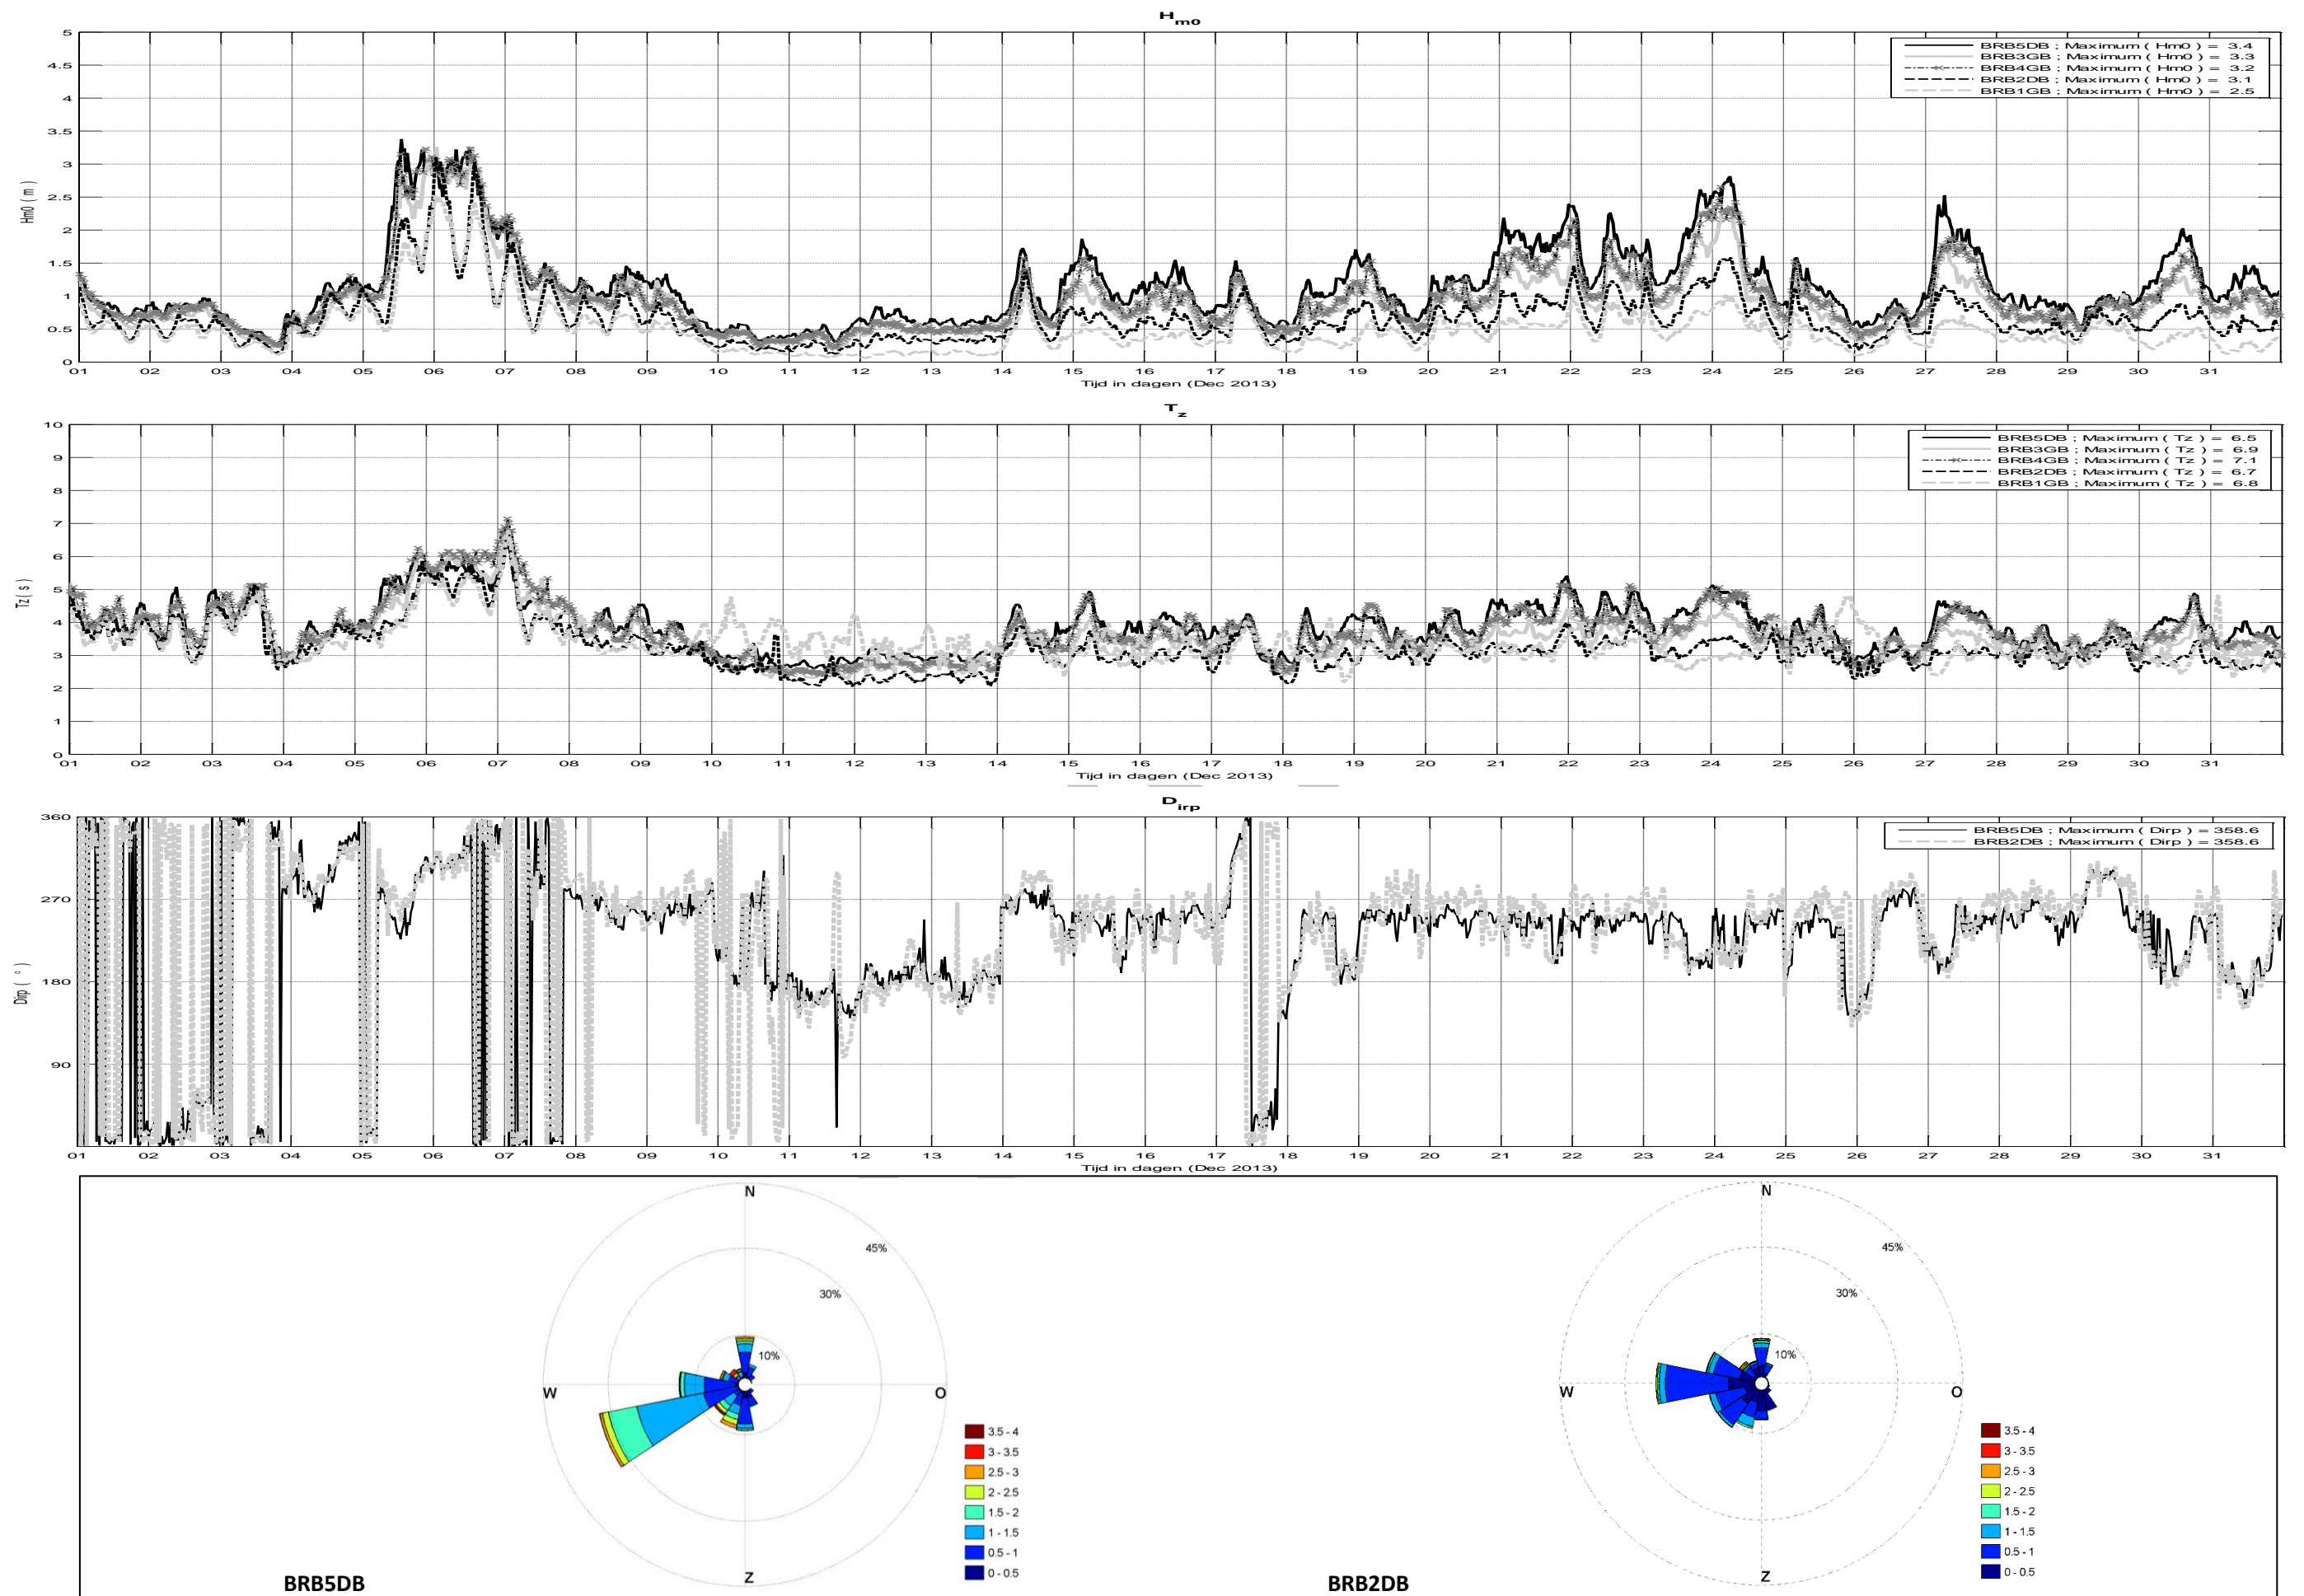 Hm0
5
4.5
4
3.5
3
2.5
2
1.5
1
0.5
0
Hm0 ( m )
BRB5DB ; Maximum ( Hm0 ) = 3.4
BRB3GB ; Maximum ( Hm0 ) = 3.3
BRB4GB ; Maximum ( Hm0 ) = 3.2
BRB2DB ; Maximum ( Hm0 ) = 3.1
BRB1GB ; Maximum ( Hm0 ) = 2.5
01 02 03 04 05 06 07 08 09 10 11 12 13 14 15 16 17 18 19 20 21 22 23 24 25 26 27 28 29 30 31
Tijd in dagen (Dec 2013)
Tz
10
9
8
7
6
5
4
3
2
1
0
Tz ( s )
BRB5DB ; Maximum ( Tz ) = 6.5
BRB3GB ; Maximum ( Tz ) = 6.9
BRB4GB ; Maximum ( Tz ) = 7.1
BRB2DB ; Maximum ( Tz ) = 6.7
BRB1GB ; Maximum ( Tz ) = 6.8
01 02 03 04 05 06 07 08 09 10 11 12 13 14 15 16 17 18 19 20 21 22 23 24 25 26 27 28 29 30 31
Tijd in dagen (Dec 2013)
Dirp
360
270
180
90
Dirp ( ° )
BRB5DB ; Maximum ( Dirp ) = 358.6
BRB2DB ; Maximum ( Dirp ) = 358.6
01 02 03 04 05 06 07 08 09 10 11 12 13 14 15 16 17 18 19 20 21 22 23 24 25 26 27 28 29 30 31
Tijd in dagen (Dec 2013)
N
45%
30%
10%
W
O
Z
3.5 - 4
3 - 3.5
2.5 - 3
2 - 2.5
1.5 - 2
1 - 1.5
0.5 - 1
0 - 0.5
BRB5DB
N
45%
30%
10%
W
O
Z
3.5 - 4
3 - 3.5
2.5 - 3
2 - 2.5
1.5 - 2
1 - 1.5
0.5 - 1
0 - 0.5
BRB2DB